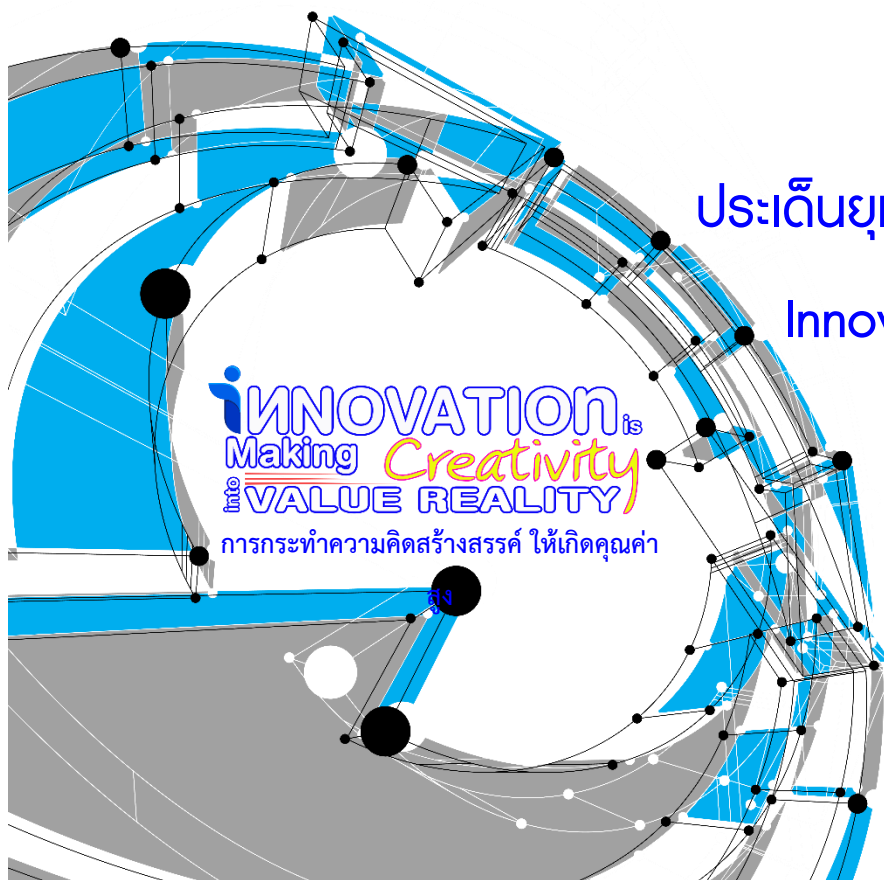 ประเด็นยุ
Innov
iNNOVATIOn is
Making Creativity
into VALUE REALITY
การกระทำความคิดสร้างสรรค์ ให้เกิดคุณค่า
สูง